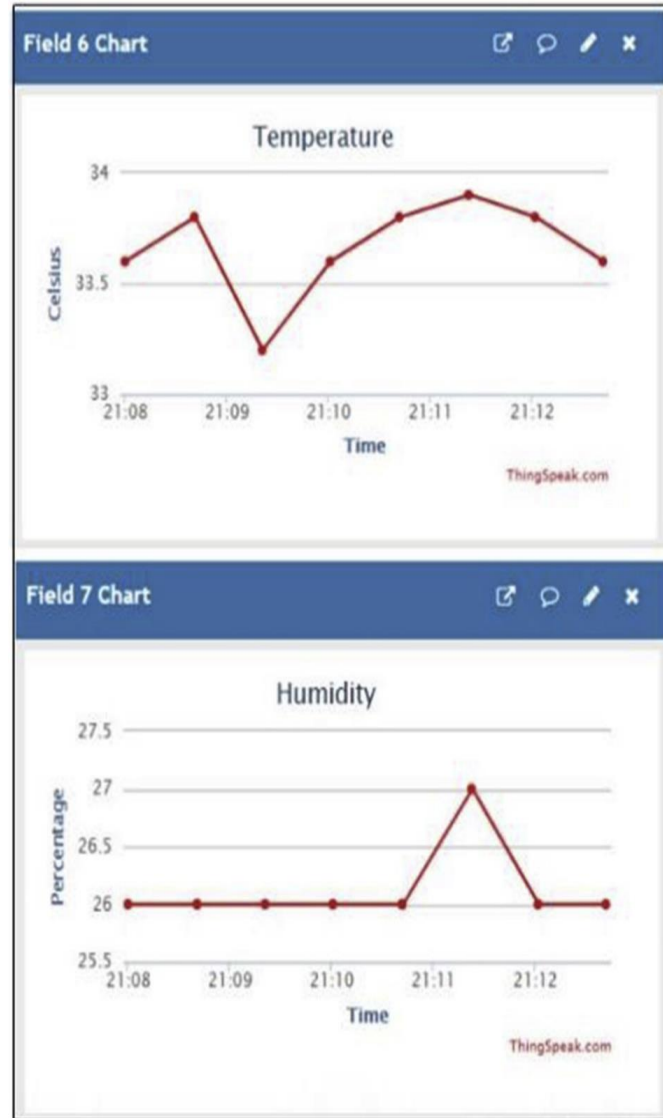 Field 6 Chart
Temperature
34
33.5
33
Celsius
21:08 21:09 21:10 21:11 21:12
Time
ThingSpeak.com
Field 7 Chart
Humidity
27.5
27
26.5
26
25.5
Percentage
21:08 21:09 21:10 21:11 21:12
Time
ThingSpeak.com